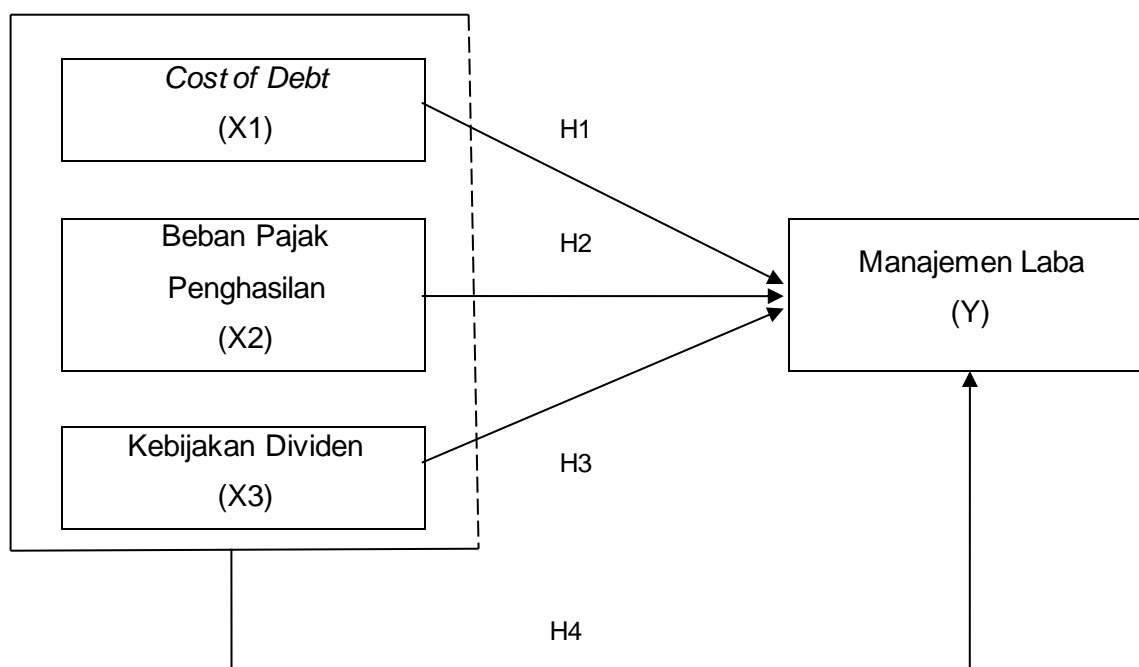 Cost of Debt
(X1)
H1
Beban Pajak
Penghasilan
(X2)
H2
Manajemen Laba
(Y)
Kebijakan Dividen
(X3)
H3
H4